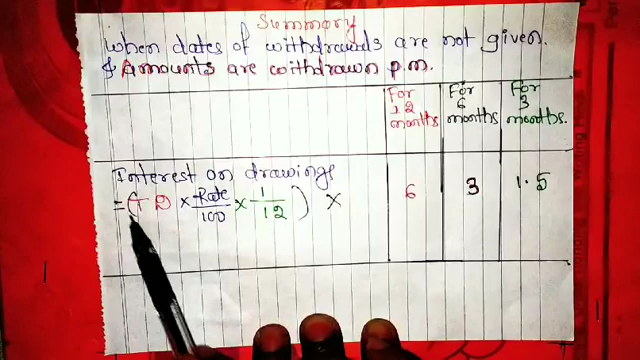 Summary
When dates of withdrawals are not given.
& Amounts are withdrawn p.m.
For 12 months
For 6 months
For 3 months.
Interest on drawings
= (T D × Rate/100 × 1/12) × 6 3 1.5